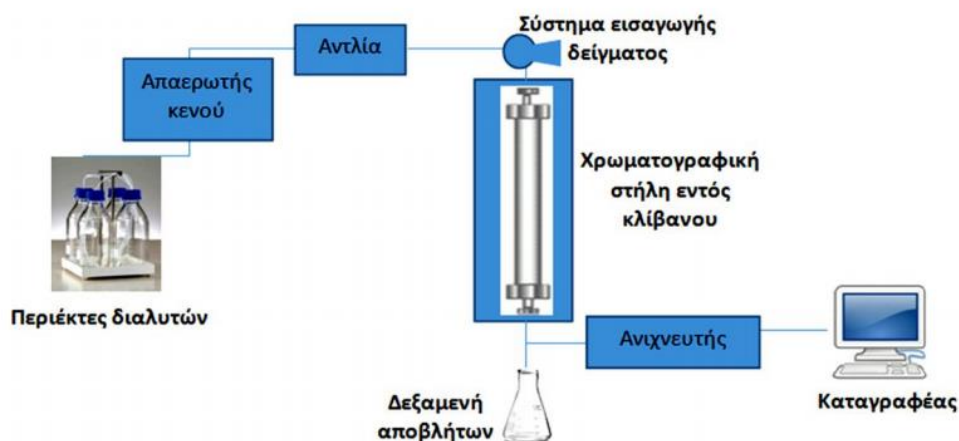 Σύστημα εισαγωγής
δείγματος
Αντλία
Απαερωτής
κενού
Χρωματογραφική
στήλη εντός
κλίβανου
Περιέκτες διαλυτών
Ανιχνευτής
Δεξαμενή
αποβλήτων
Καταγραφέας